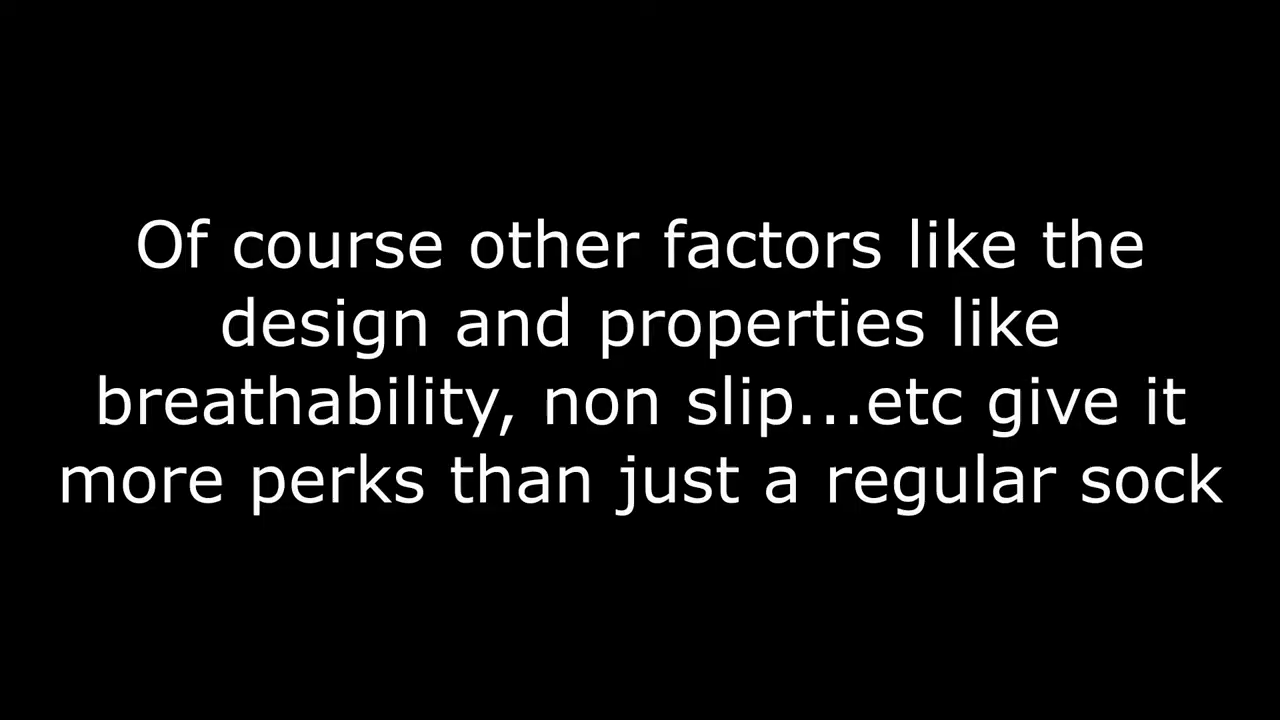 Of course other factors like the
design and properties like
breathability, non slip...etc give it
more perks than just a regular sock